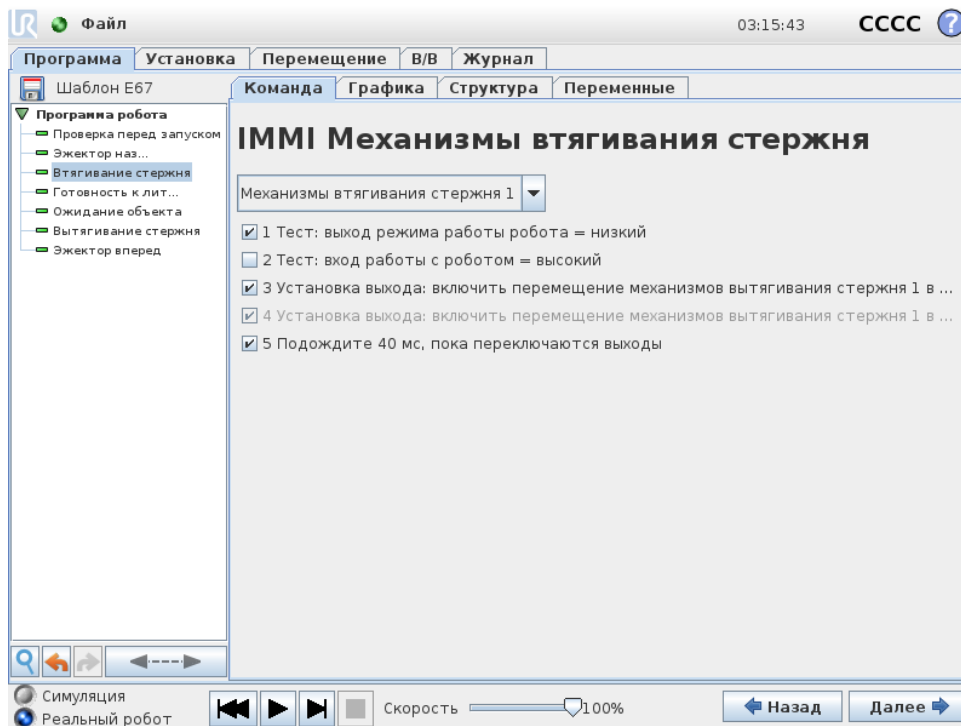 UR Файл 03:15:43 CCCC ?
Программа Установка Перемещение В/В Журнал
Шаблон E67
Команда Графика Структура Переменные
Программа робота
Проверка перед запуском
Эжектор наз...
Втягивание стержня
Готовность к лит...
Ожидание объекта
Вытягивание стержня
Эжектор вперед
IMMI Механизмы втягивания стержня
Механизмы втягивания стержня 1
1 Тест: выход режима работы робота = низкий
2 Тест: вход работы с роботом = высокий
3 Установка выхода: включить перемещение механизмов вытягивания стержня 1 в ...
4 Установка выхода: включить перемещение механизмов вытягивания стержня 1 в ...
5 Подождите 40 мс, пока переключаются выходы
Симуляция
Реальный робот
Скорость 100%
Назад Далее